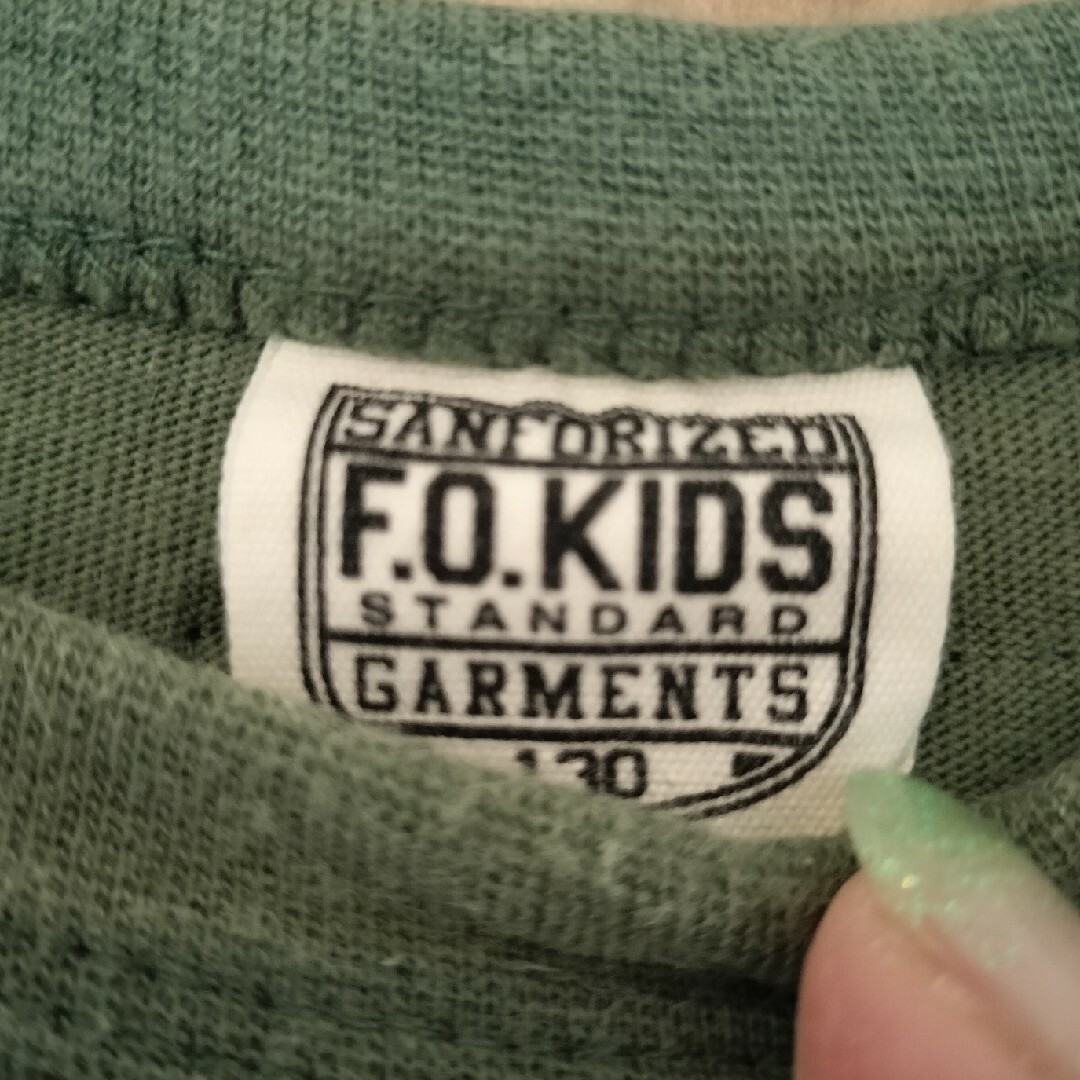 SANFORIZED
F.O.KIDS
STANDARD
GARMENTS
130